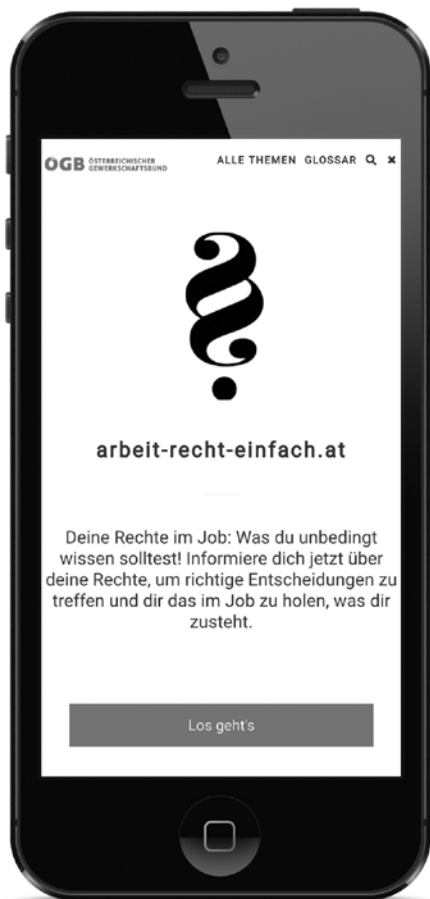 OGB ÖSTERREICHISCHER
GEWERKSCHAFTSBUND
ALLE THEMEN GLOSSAR
arbeit-recht-einfach.at
Deine Rechte im Job: Was du unbedingt
wissen solltest! Informiere dich jetzt über
deine Rechte, um richtige Entscheidungen zu
treffen und dir das im Job zu holen, was dir
zusteht.
Los geht's